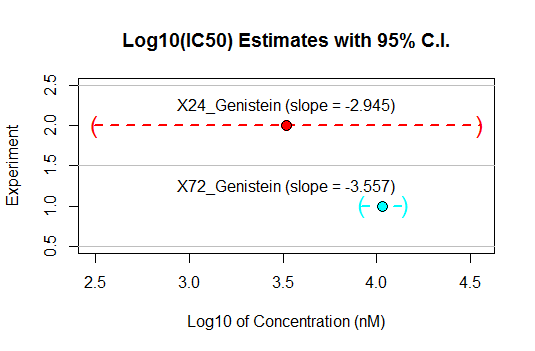 Log10(IC50) Estimates with 95% C.I.
Experiment
2.5
2.0
1.5
1.0
0.5
X24_Genistein (slope = -2.945)
X72_Genistein (slope = -3.557)
2.5 3.0 3.5 4.0 4.5
Log10 of Concentration (nM)